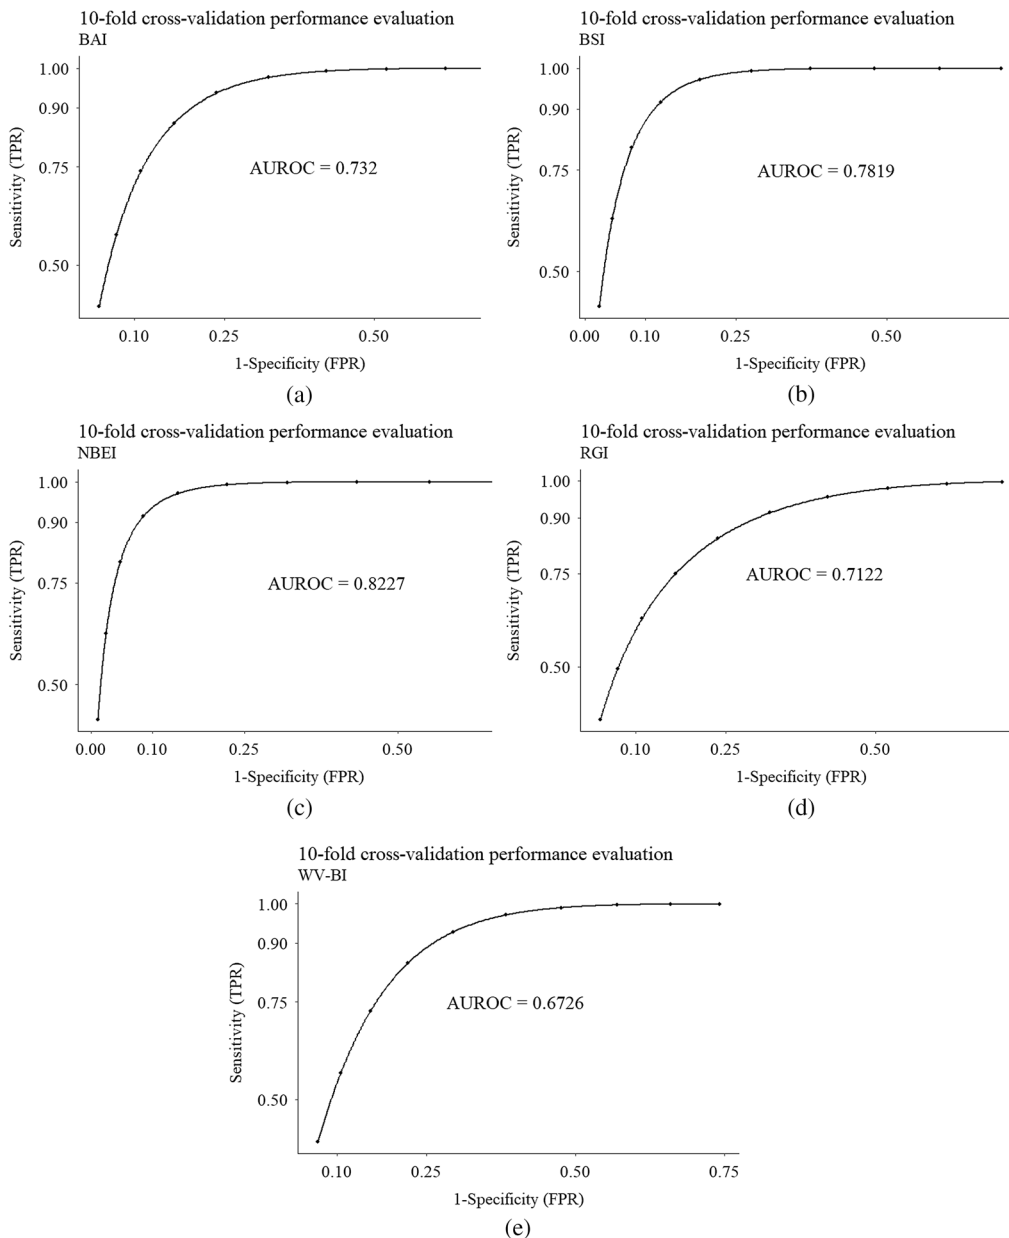 10-fold cross-validation performance evaluation
BAI
1.00
0.90
0.75
0.50
Sensitivity (TPR)
AUROC = 0.732
0.10 0.25 0.50
1-Specificity (FPR)
(a)
10-fold cross-validation performance evaluation
BSI
1.00
0.90
0.75
0.50
Sensitivity (TPR)
AUROC = 0.7819
0.00 0.10 0.25 0.50
1-Specificity (FPR)
(b)
10-fold cross-validation performance evaluation
NBEI
1.00
0.90
0.75
0.50
Sensitivity (TPR)
AUROC = 0.8227
0.00 0.10 0.25 0.50
1-Specificity (FPR)
(c)
10-fold cross-validation performance evaluation
RGI
1.00
0.90
0.75
0.50
Sensitivity (TPR)
AUROC = 0.7122
0.10 0.25 0.50
1-Specificity (FPR)
(d)
10-fold cross-validation performance evaluation
WV-BI
1.00
0.90
0.75
0.50
Sensitivity (TPR)
AUROC = 0.6726
0.10 0.25 0.50 0.75
1-Specificity (FPR)
(e)